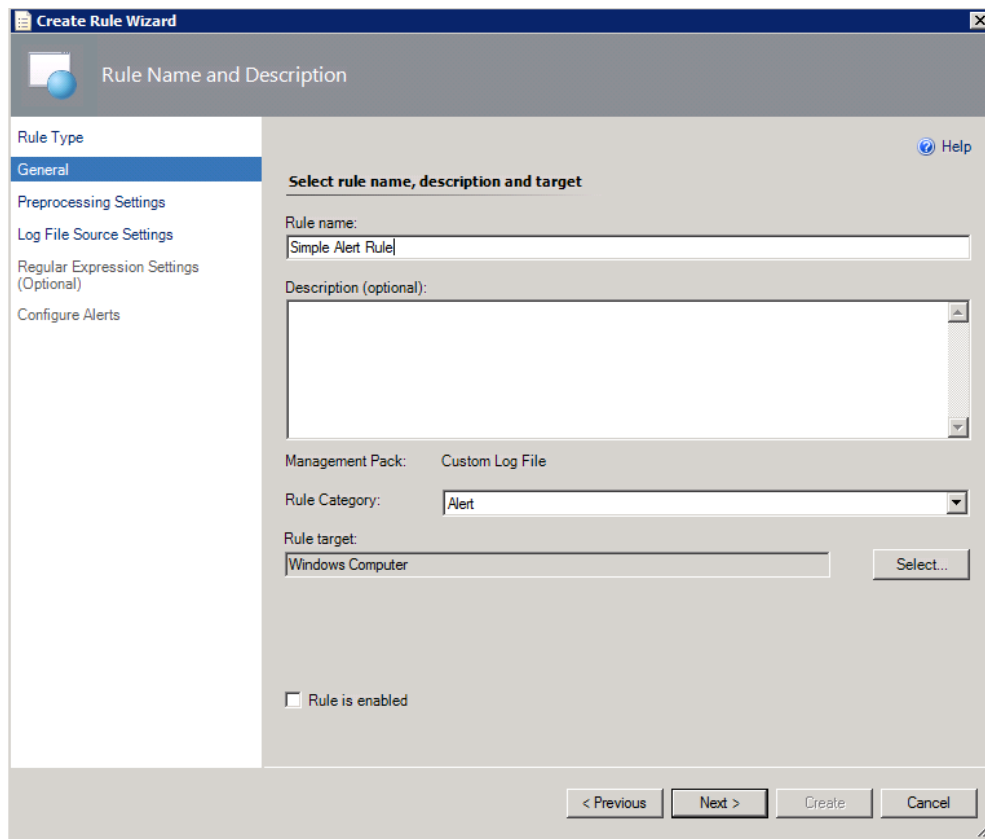 Create Rule Wizard
Rule Name and Description
Rule Type
General
Preprocessing Settings
Log File Source Settings
Regular Expression Settings
(Optional)
Configure Alerts
Help
Select rule name, description and target
Rule name:
Simple Alert Rule
Description (optional):
Management Pack: Custom Log File
Rule Category: Alert
Rule target:
Windows Computer
Select...
Rule is enabled
< Previous Next > Create Cancel